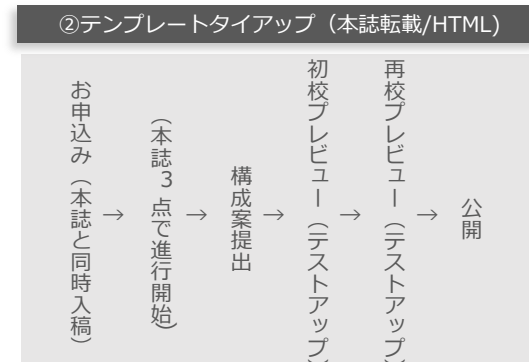 ②テンプレートタイアップ（本誌転載/HTML)
お申込み（本誌と同時入稿）
→
（本誌３点で進行開始）
→
構成案提出
→
初校プレビュー（テストアップ）
→
再校プレビュー（テストアップ）
→
公開